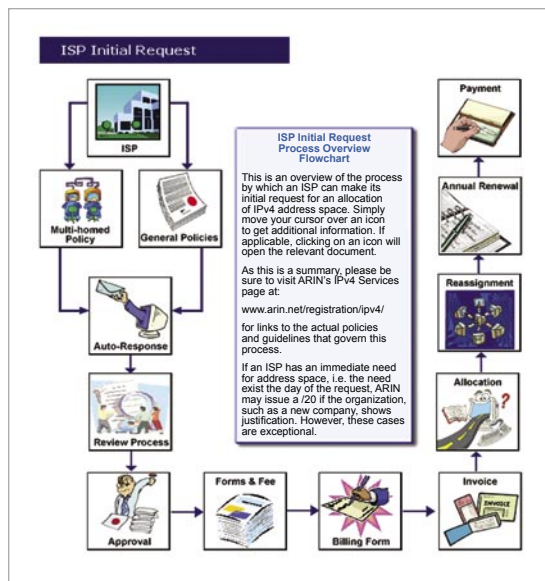 ISP Initial Request
ISP
Multi-homed
Policy
General Policies
Auto-Response
Review Process
Approval
Forms & Fee
Billing Form
Invoice
INVOICE
Allocation
Reassignment
Annual Renewal
Payment
ISP Initial Request
Process Overview
Flowchart
This is an overview of the process
by which an ISP can make its
initial request for an allocation
of IPv4 address space. Simply
move your cursor over an icon
to get additional information. If
applicable, clicking on an icon will
open the relevant document.
As this is a summary, please be
sure to visit ARIN's IPv4 Services
page at:
www.arin.net/registration/ipv4/
for links to the actual policies
and guidelines that govern this
process.
If an ISP has an immediate need
for address space, i.e. the need
exist the day of the request, ARIN
may issue a /20 if the organization,
such as a new company, shows
justification. However, these cases
are exceptional.